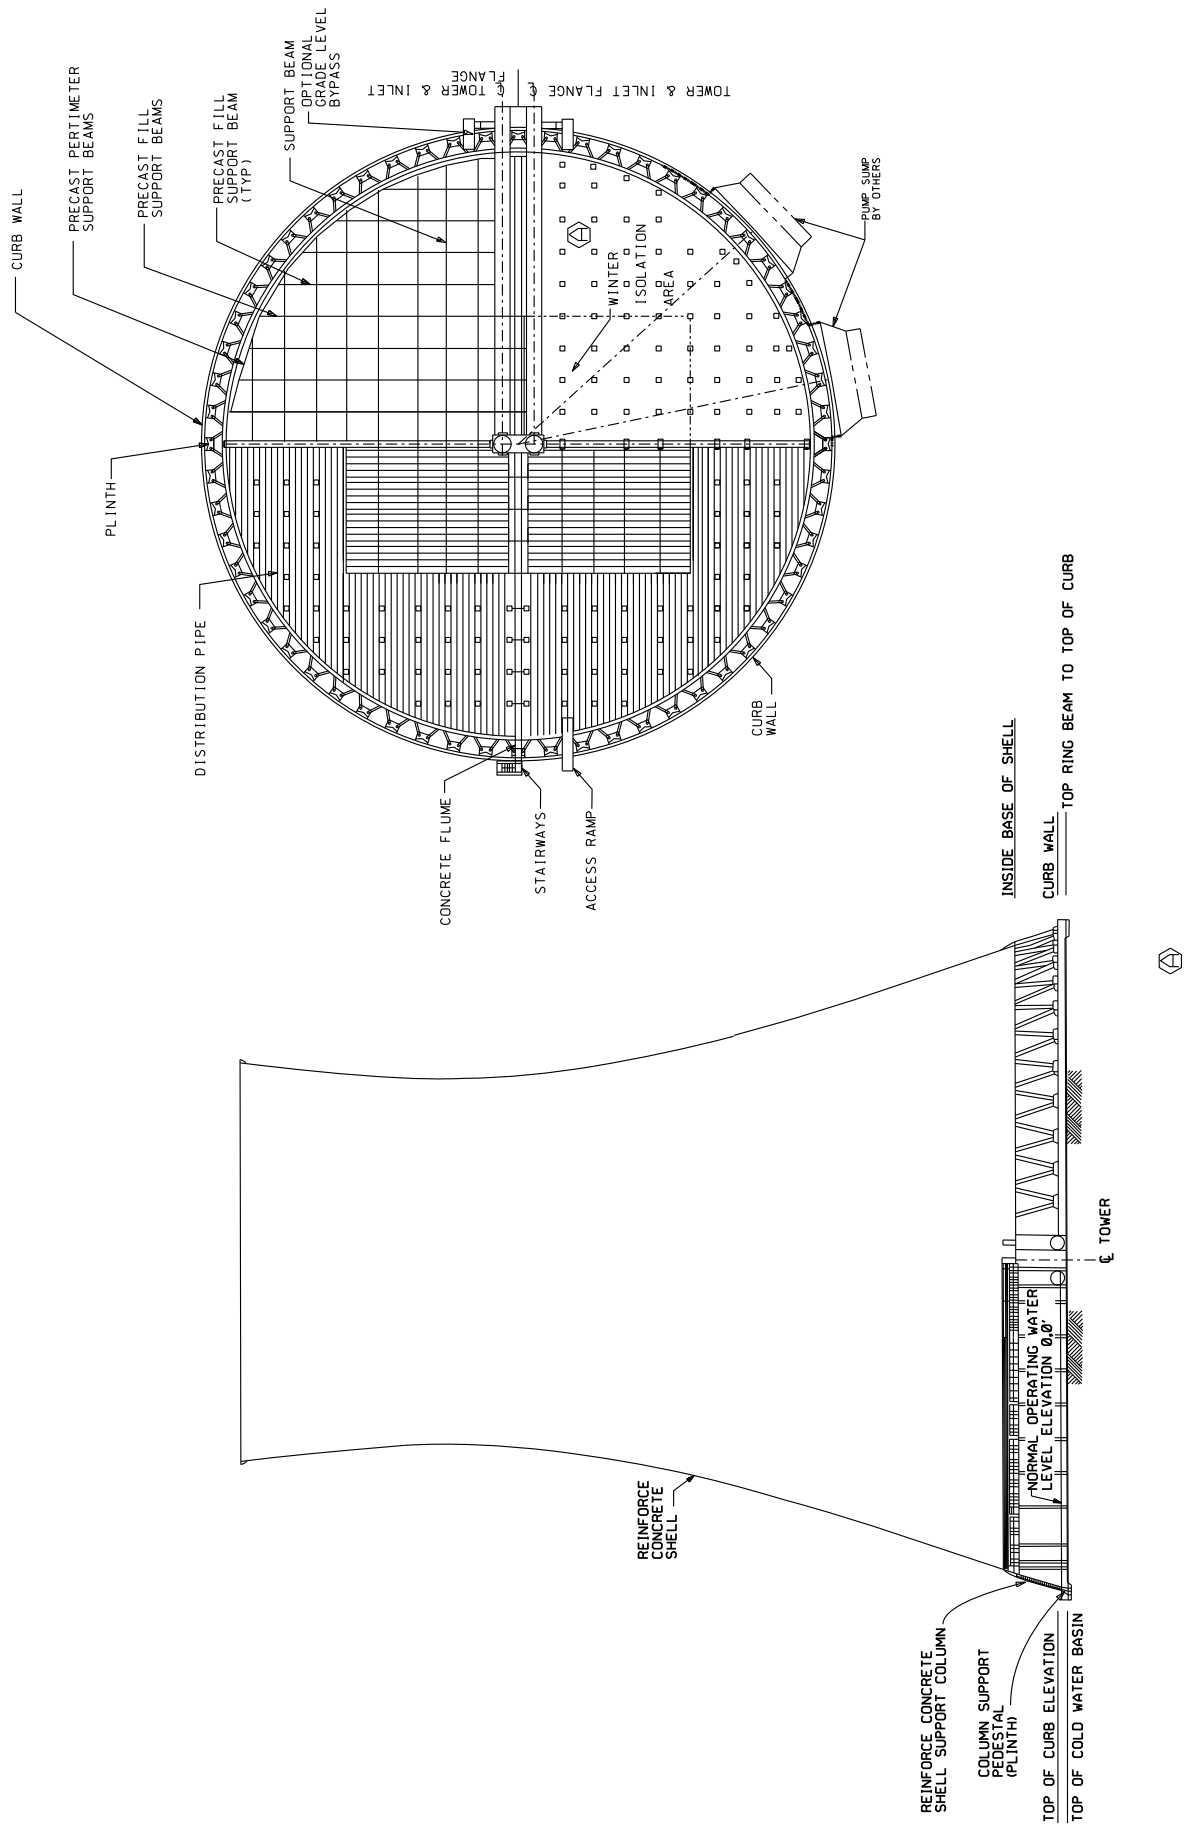 CURB WALL
PRECAST PERTIMETER
SUPPORT BEAMS
PRECAST FILL
SUPPORT BEAMS
PRECAST FILL
SUPPORT BEAM
(TYP)
SUPPORT BEAM
OPTIONAL
GRADE LEVEL
BYPASS
℄ TOWER & INLET
FLANGE
TOWER & INLET FLANGE ℄
PLINTH
DISTRIBUTION PIPE
WINTER
ISOLATION
AREA
A
PUMP SUMP
BY OTHERS
CONCRETE FLUME
STAIRWAYS
ACCESS RAMP
CURB
WALL
REINFORCE
CONCRETE
SHELL
INSIDE BASE OF SHELL
CURB WALL
TOP RING BEAM TO TOP OF CURB
℄ TOWER
NORMAL OPERATING WATER
LEVEL ELEVATION 0.0'
REINFORCE CONCRETE
SHELL SUPPORT COLUMN
COLUMN SUPPORT
PEDESTAL
(PLINTH)
TOP OF CURB ELEVATION
TOP OF COLD WATER BASIN
A